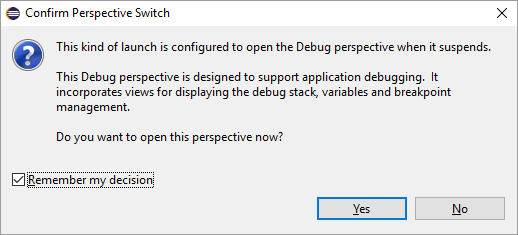 Confirm Perspective Switch
This kind of launch is configured to open the Debug perspective when it suspends.
This Debug perspective is designed to support application debugging.  It
incorporates views for displaying the debug stack, variables and breakpoint
management.
Do you want to open this perspective now?
Remember my decision
Yes
No